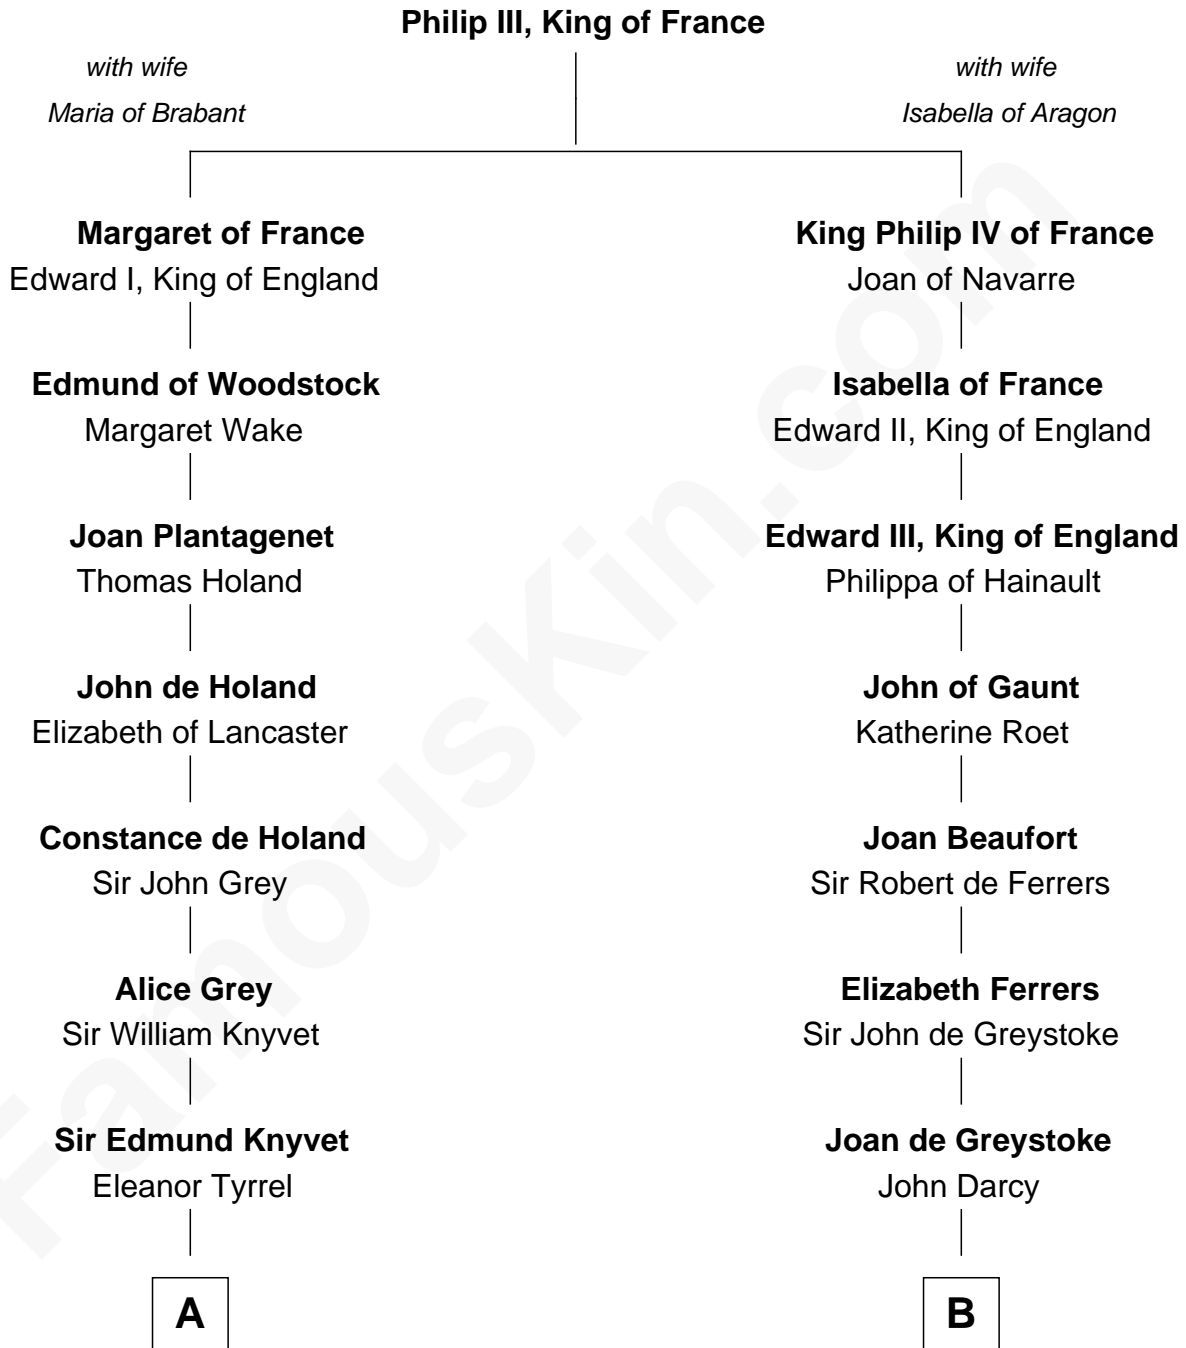 Philip III, King of France
with wife
Maria of Brabant
with wife
Isabella of Aragon
Margaret of France
Edward I, King of England
King Philip IV of France
Joan of Navarre
Edmund of Woodstock
Margaret Wake
Isabella of France
Edward II, King of England
Joan Plantagenet
Thomas Holand
Edward III, King of England
Philippa of Hainault
John de Holand
Elizabeth of Lancaster
John of Gaunt
Katherine Roet
Constance de Holand
Sir John Grey
Joan Beaufort
Sir Robert de Ferrers
Alice Grey
Sir William Knyvet
Elizabeth Ferrers
Sir John de Greystoke
Sir Edmund Knyvet
Eleanor Tyrrel
Joan de Greystoke
John Darcy
A
B
FamousKin.com